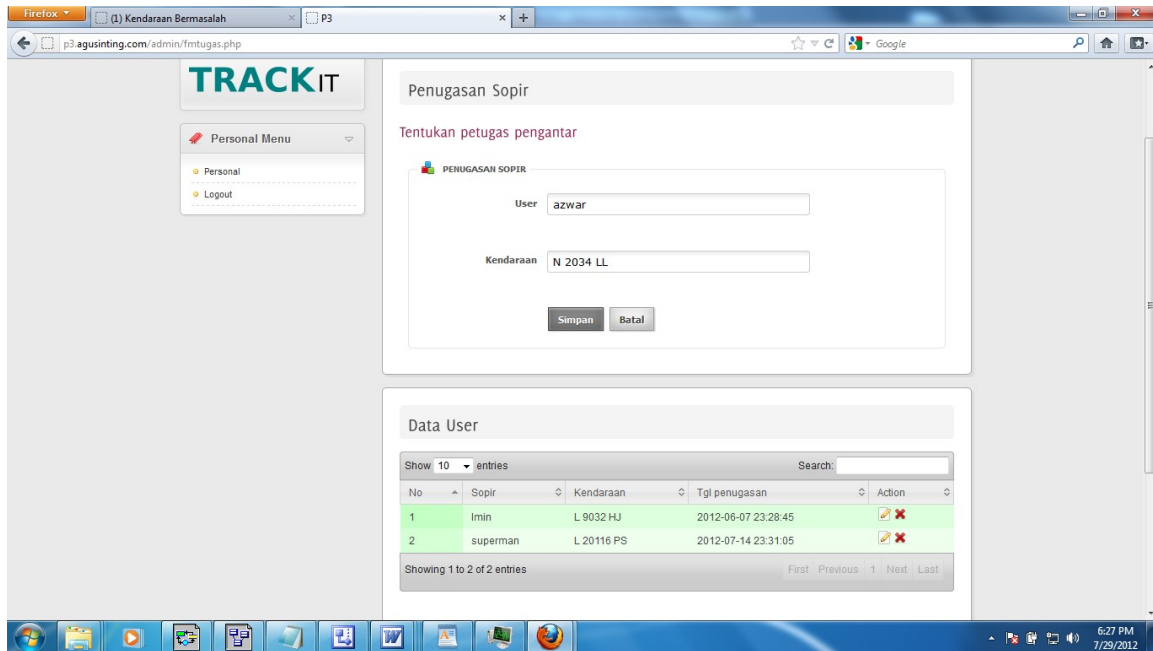 Firefox
(1) Kendaraan Bermasalah
P3
p3.agusinting.com/admin/fmtugas.php
Google
TRACKIT
Personal Menu
Personal
Logout
Penugasan Sopir
Tentukan petugas pengantar
PENUGASAN SOPIR
User azwar
Kendaraan N 2034 LL
Simpan Batal
Data User
Show 10 entries Search:
No Sopir Kendaraan Tgl penugasan Action
1 Imin L 9032 HJ 2012-06-07 23:28:45
2 superman L 20116 PS 2012-07-14 23:31:05
Showing 1 to 2 of 2 entries First Previous 1 Next Last
6:27 PM
7/29/2012